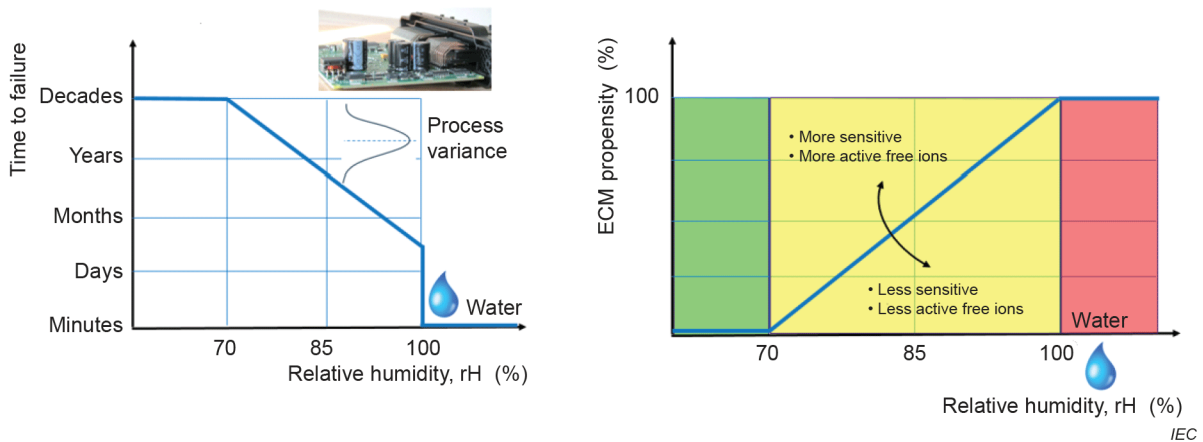 Time to failure
Decades
Years
Months
Days
Minutes
Process
variance
Water
70
85
100
Relative humidity, rH (%)
ECM propensity (%)
100
• More sensitive
• More active free ions
• Less sensitive
• Less active free ions
Water
70
85
100
Relative humidity, rH (%)
IEC